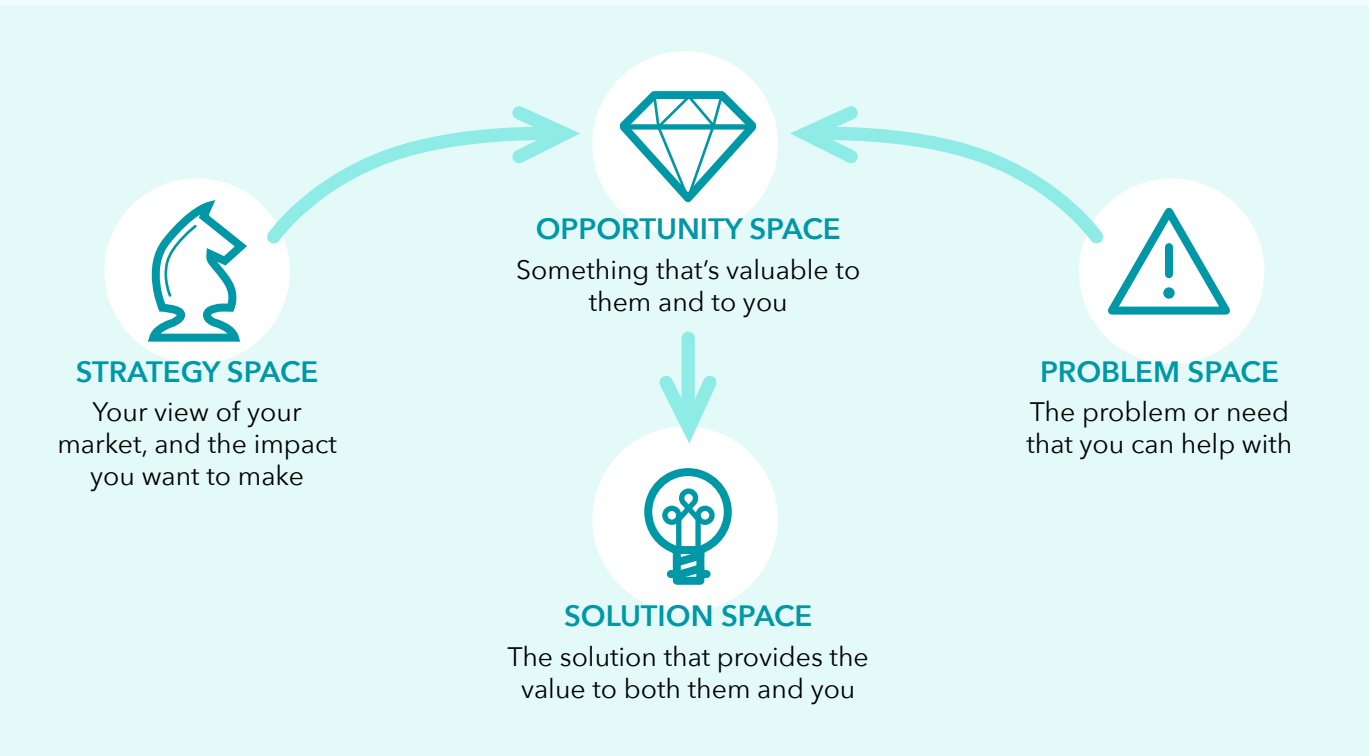 OPPORTUNITY SPACE
Something that’s valuable to
them and to you
STRATEGY SPACE
Your view of your
market, and the impact
you want to make
PROBLEM SPACE
The problem or need
that you can help with
SOLUTION SPACE
The solution that provides the
value to both them and you